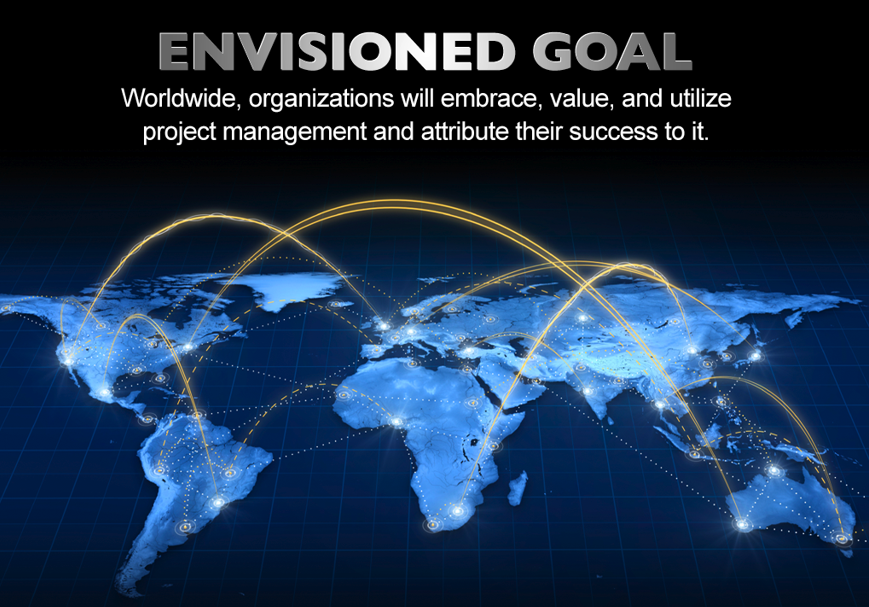 ENVISIONED GOAL
Worldwide, organizations will embrace, value, and utilize
project management and attribute their success to it.